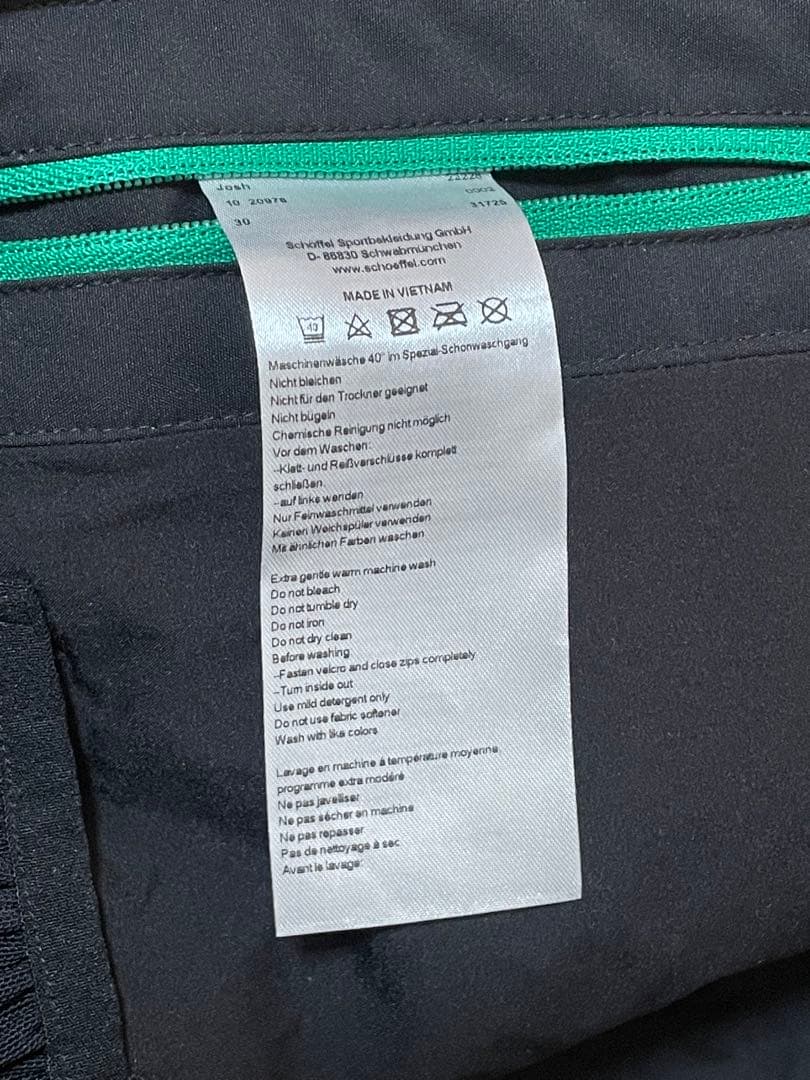 Josh
10 20978 0002
30 31725
Schöffel Sportbekleidung GmbH
D- 86830 Schwabmünchen
www.schoeffel.com
MADE IN VIETNAM
40
Maschinenwäsche 40° im Spezial-Schonwaschgang
Nicht bleichen
Nicht für den Trockner geeignet
Nicht bügeln
Chemische Reinigung nicht möglich
Vor dem Waschen:
-Klett- und Reißverschlüsse komplett
schließen
-auf links wenden
Nur Feinwaschmittel verwenden
Keinen Weichspüler verwenden
Mit ähnlichen Farben waschen
Extra gentle warm machine wash
Do not bleach
Do not tumble dry
Do not iron
Do not dry clean
Before washing
-Fasten velcro and close zips completely
-Turn inside out
Use mild detergent only
Do not use fabric softener
Wash with like colors
Lavage en machine à température moyenne,
programme extra modéré
Ne pas javelliser
Ne pas sécher en machine
Ne pas repasser
Pas de nettoyage à sec
Avant le lavage: